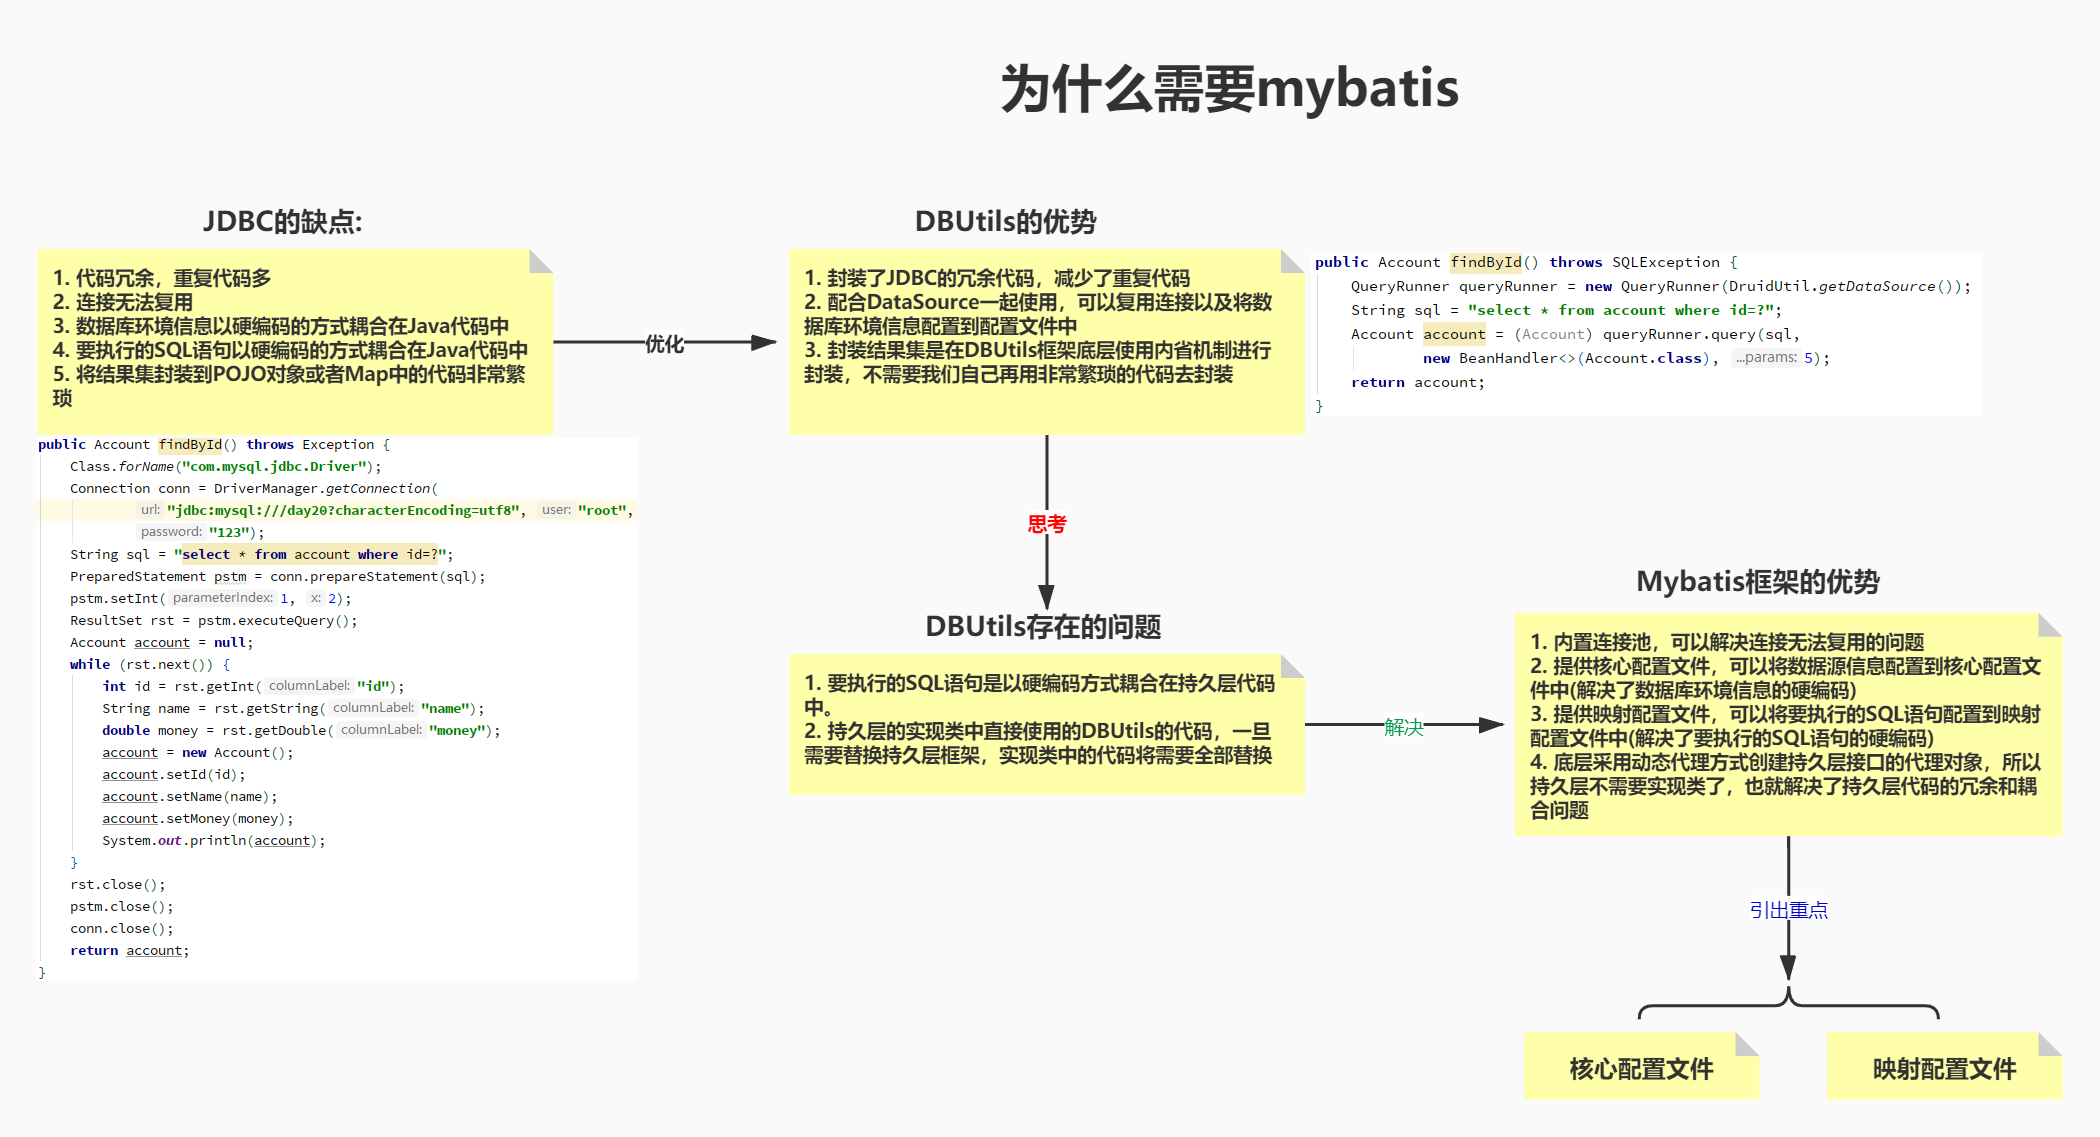 为什么需要mybatis
JDBC的缺点:
1. 代码冗余，重复代码多
2. 连接无法复用
3. 数据库环境信息以硬编码的方式耦合在Java代码中
4. 要执行的SQL语句以硬编码的方式耦合在Java代码中
5. 将结果集封装到POJO对象或者Map中的代码非常繁
琐
public Account findById() throws Exception {
Class.forName("com.mysql.jdbc.Driver");
Connection conn = DriverManager.getConnection(
url: "jdbc:mysql:///day20?characterEncoding=utf8", user: "root",
password: "123");
String sql = "select * from account where id=?";
PreparedStatement pstm = conn.prepareStatement(sql);
pstm.setInt( parameterIndex: 1, x: 2);
ResultSet rst = pstm.executeQuery();
Account account = null;
while (rst.next()) {
int id = rst.getInt( columnLabel: "id");
String name = rst.getString( columnLabel: "name");
double money = rst.getDouble( columnLabel: "money");
account = new Account();
account.setId(id);
account.setName(name);
account.setMoney(money);
System.out.println(account);
}
rst.close();
pstm.close();
conn.close();
return account;
}
优化
DBUtils的优势
1. 封装了JDBC的冗余代码，减少了重复代码
2. 配合DataSource一起使用，可以复用连接以及将数
据库环境信息配置到配置文件中
3. 封装结果集是在DBUtils框架底层使用内省机制进行
封装，不需要我们自己再用非常繁琐的代码去封装
public Account findById() throws SQLException {
QueryRunner queryRunner = new QueryRunner(DruidUtil.getDataSource());
String sql = "select * from account where id=?";
Account account = (Account) queryRunner.query(sql,
new BeanHandler<>(Account.class), ...params: 5);
return account;
}
思考
DBUtils存在的问题
1. 要执行的SQL语句是以硬编码方式耦合在持久层代码
中。
2. 持久层的实现类中直接使用的DBUtils的代码，一旦
需要替换持久层框架，实现类中的代码将需要全部替换
解决
Mybatis框架的优势
1. 内置连接池，可以解决连接无法复用的问题
2. 提供核心配置文件，可以将数据源信息配置到核心配置文
件中(解决了数据库环境信息的硬编码)
3. 提供映射配置文件，可以将要执行的SQL语句配置到映射
配置文件中(解决了要执行的SQL语句的硬编码)
4. 底层采用动态代理方式创建持久层接口的代理对象，所以
持久层不需要实现类了，也就解决了持久层代码的冗余和耦
合问题
引出重点
核心配置文件
映射配置文件